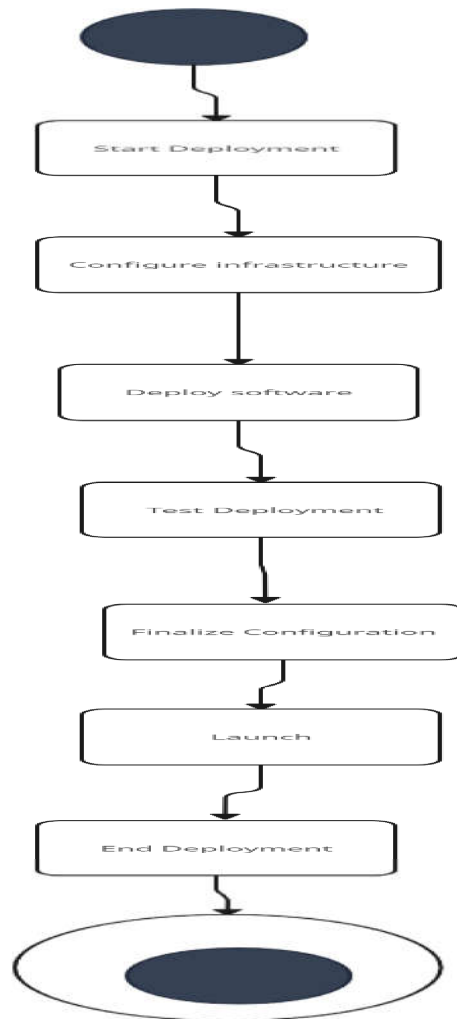 Start Deployment
Configure infrastructure
Deploy software
Test Deployment
Finalize Configuration
Launch
End Deployment